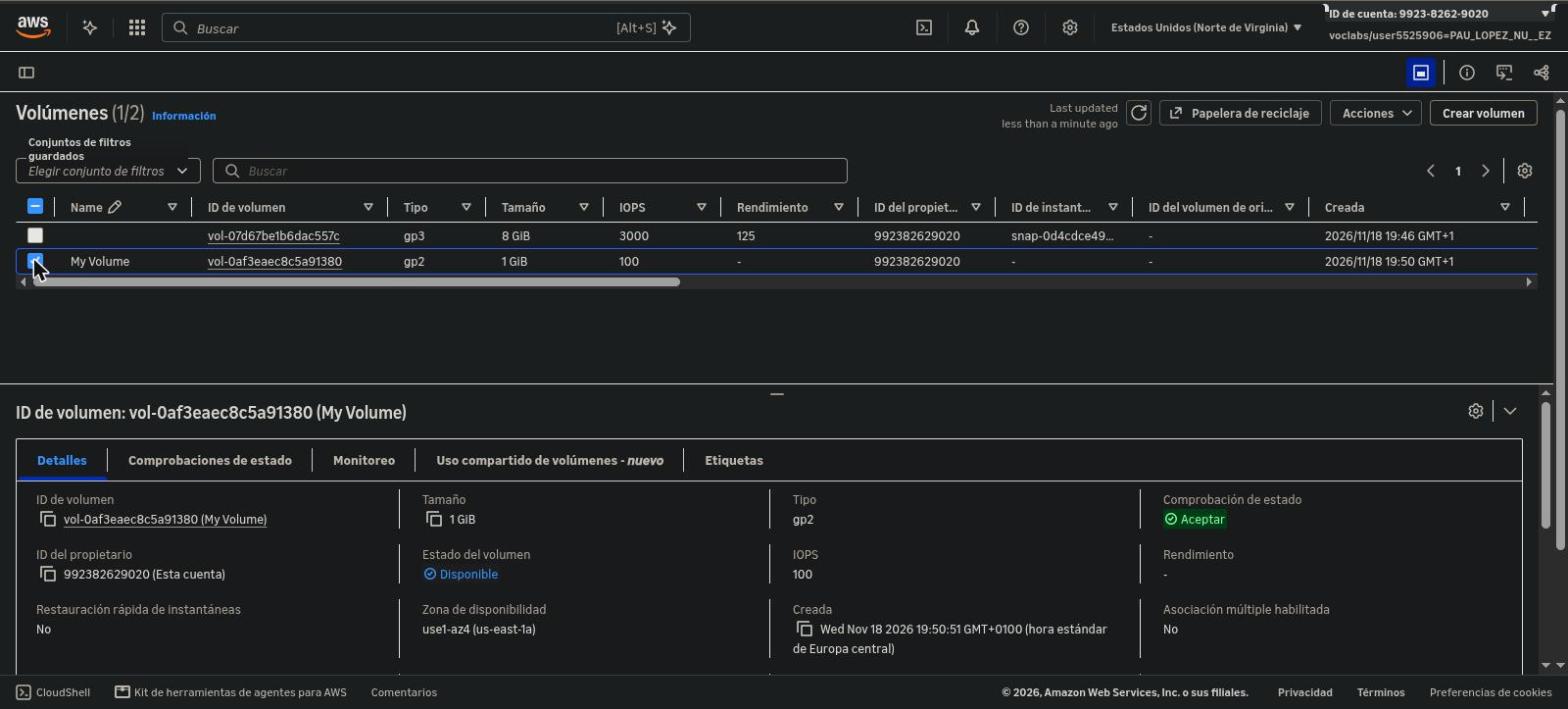 aws
Buscar [Alt+S]
Estados Unidos (Norte de Virginia)
ID de cuenta: 9923-8262-9020
voclabs/user5525906=PAU_LOPEZ_NU__EZ
Volúmenes (1/2) Información
Last updated
less than a minute ago
Papelera de reciclaje
Acciones
Crear volumen
Conjuntos de filtros
guardados
Elegir conjunto de filtros
Buscar
1
Name ID de volumen Tipo Tamaño IOPS Rendimiento ID del propiet... ID de instant... ID del volumen de ori... Creada
vol-07d67be1b6dac557c gp3 8 GiB 3000 125 992382629020 snap-0d4cdce49... - 2026/11/18 19:46 GMT+1
My Volume vol-0af3eaec8c5a91380 gp2 1 GiB 100 - 992382629020 - - 2026/11/18 19:50 GMT+1
ID de volumen: vol-0af3eaec8c5a91380 (My Volume)
Detalles Comprobaciones de estado Monitoreo Uso compartido de volúmenes - nuevo Etiquetas
ID de volumen
vol-0af3eaec8c5a91380 (My Volume)
Tamaño
1 GiB
Tipo
gp2
Comprobación de estado
Aceptar
ID del propietario
992382629020 (Esta cuenta)
Estado del volumen
Disponible
IOPS
100
Rendimiento
-
Restauración rápida de instantáneas
No
Zona de disponibilidad
use1-az4 (us-east-1a)
Creada
Wed Nov 18 2026 19:50:51 GMT+0100 (hora estándar
de Europa central)
Asociación múltiple habilitada
No
CloudShell Kit de herramientas de agentes para AWS Comentarios
© 2026, Amazon Web Services, Inc. o sus filiales. Privacidad Términos Preferencias de cookies